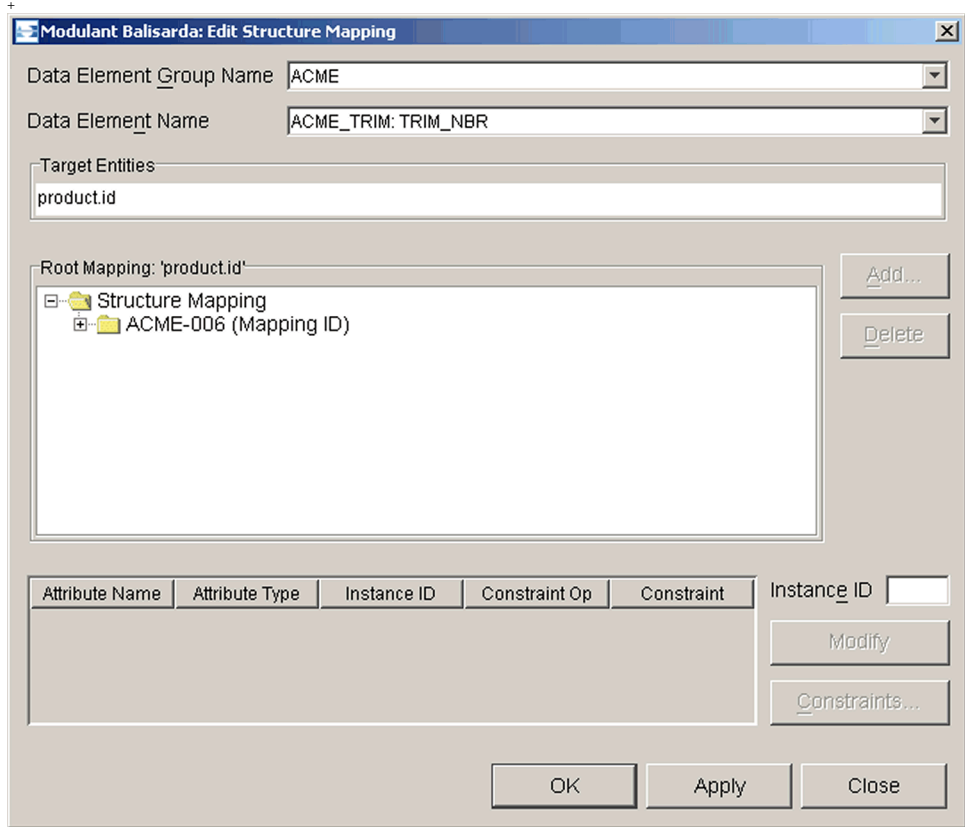 +
Modulant Balisarda: Edit Structure Mapping
Data Element Group Name ACME
Data Element Name ACME_TRIM: TRIM_NBR
Target Entities
product.id
Root Mapping: 'product.id'
Add...
Structure Mapping
ACME-006 (Mapping ID)
Delete
Attribute Name Attribute Type Instance ID Constraint Op Constraint
Instance ID
Modify
Constraints...
OK Apply Close